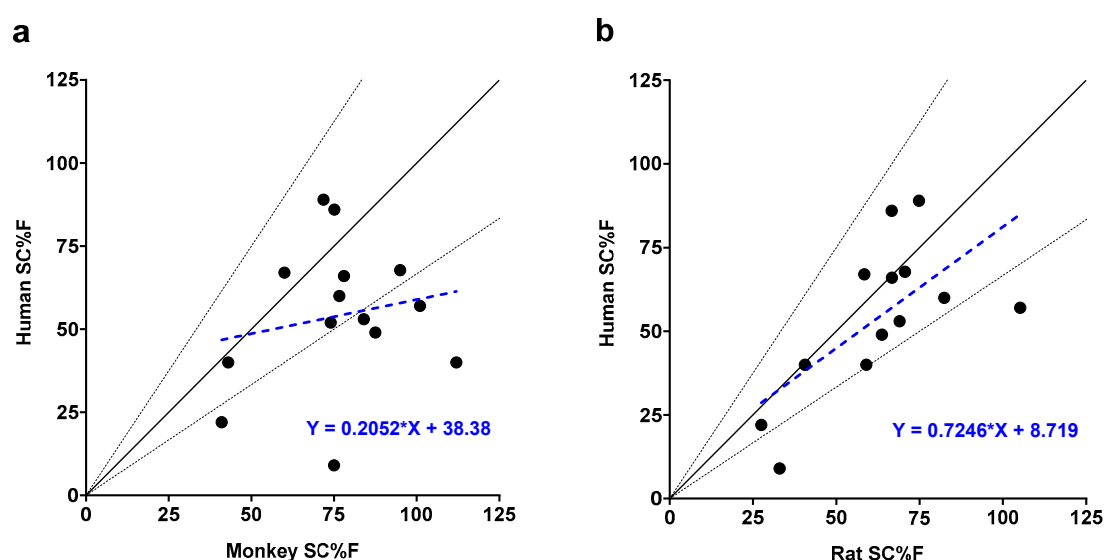 a
125
100
75
50
25
0
Human SC%F
0 25 50 75 100 125
Monkey SC%F
Y = 0.2052*X + 38.38
b
125
100
75
50
25
0
Human SC%F
0 25 50 75 100 125
Rat SC%F
Y = 0.7246*X + 8.719